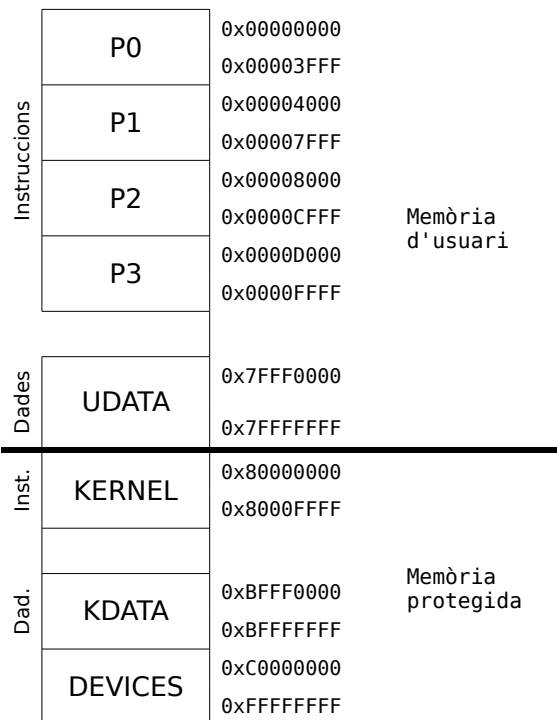 Instruccions
P0
0x00000000
0x00003FFF
P1
0x00004000
0x00007FFF
P2
0x00008000
0x0000CFFF
P3
0x0000D000
0x0000FFFF
Memòria
d'usuari
Dades
UDATA
0x7FFF0000
0x7FFFFFFF
Inst.
KERNEL
0x80000000
0x8000FFFF
Dad.
KDATA
0xBFFF0000
0xBFFFFFFF
Memòria
protegida
DEVICES
0xC0000000
0xFFFFFFFF